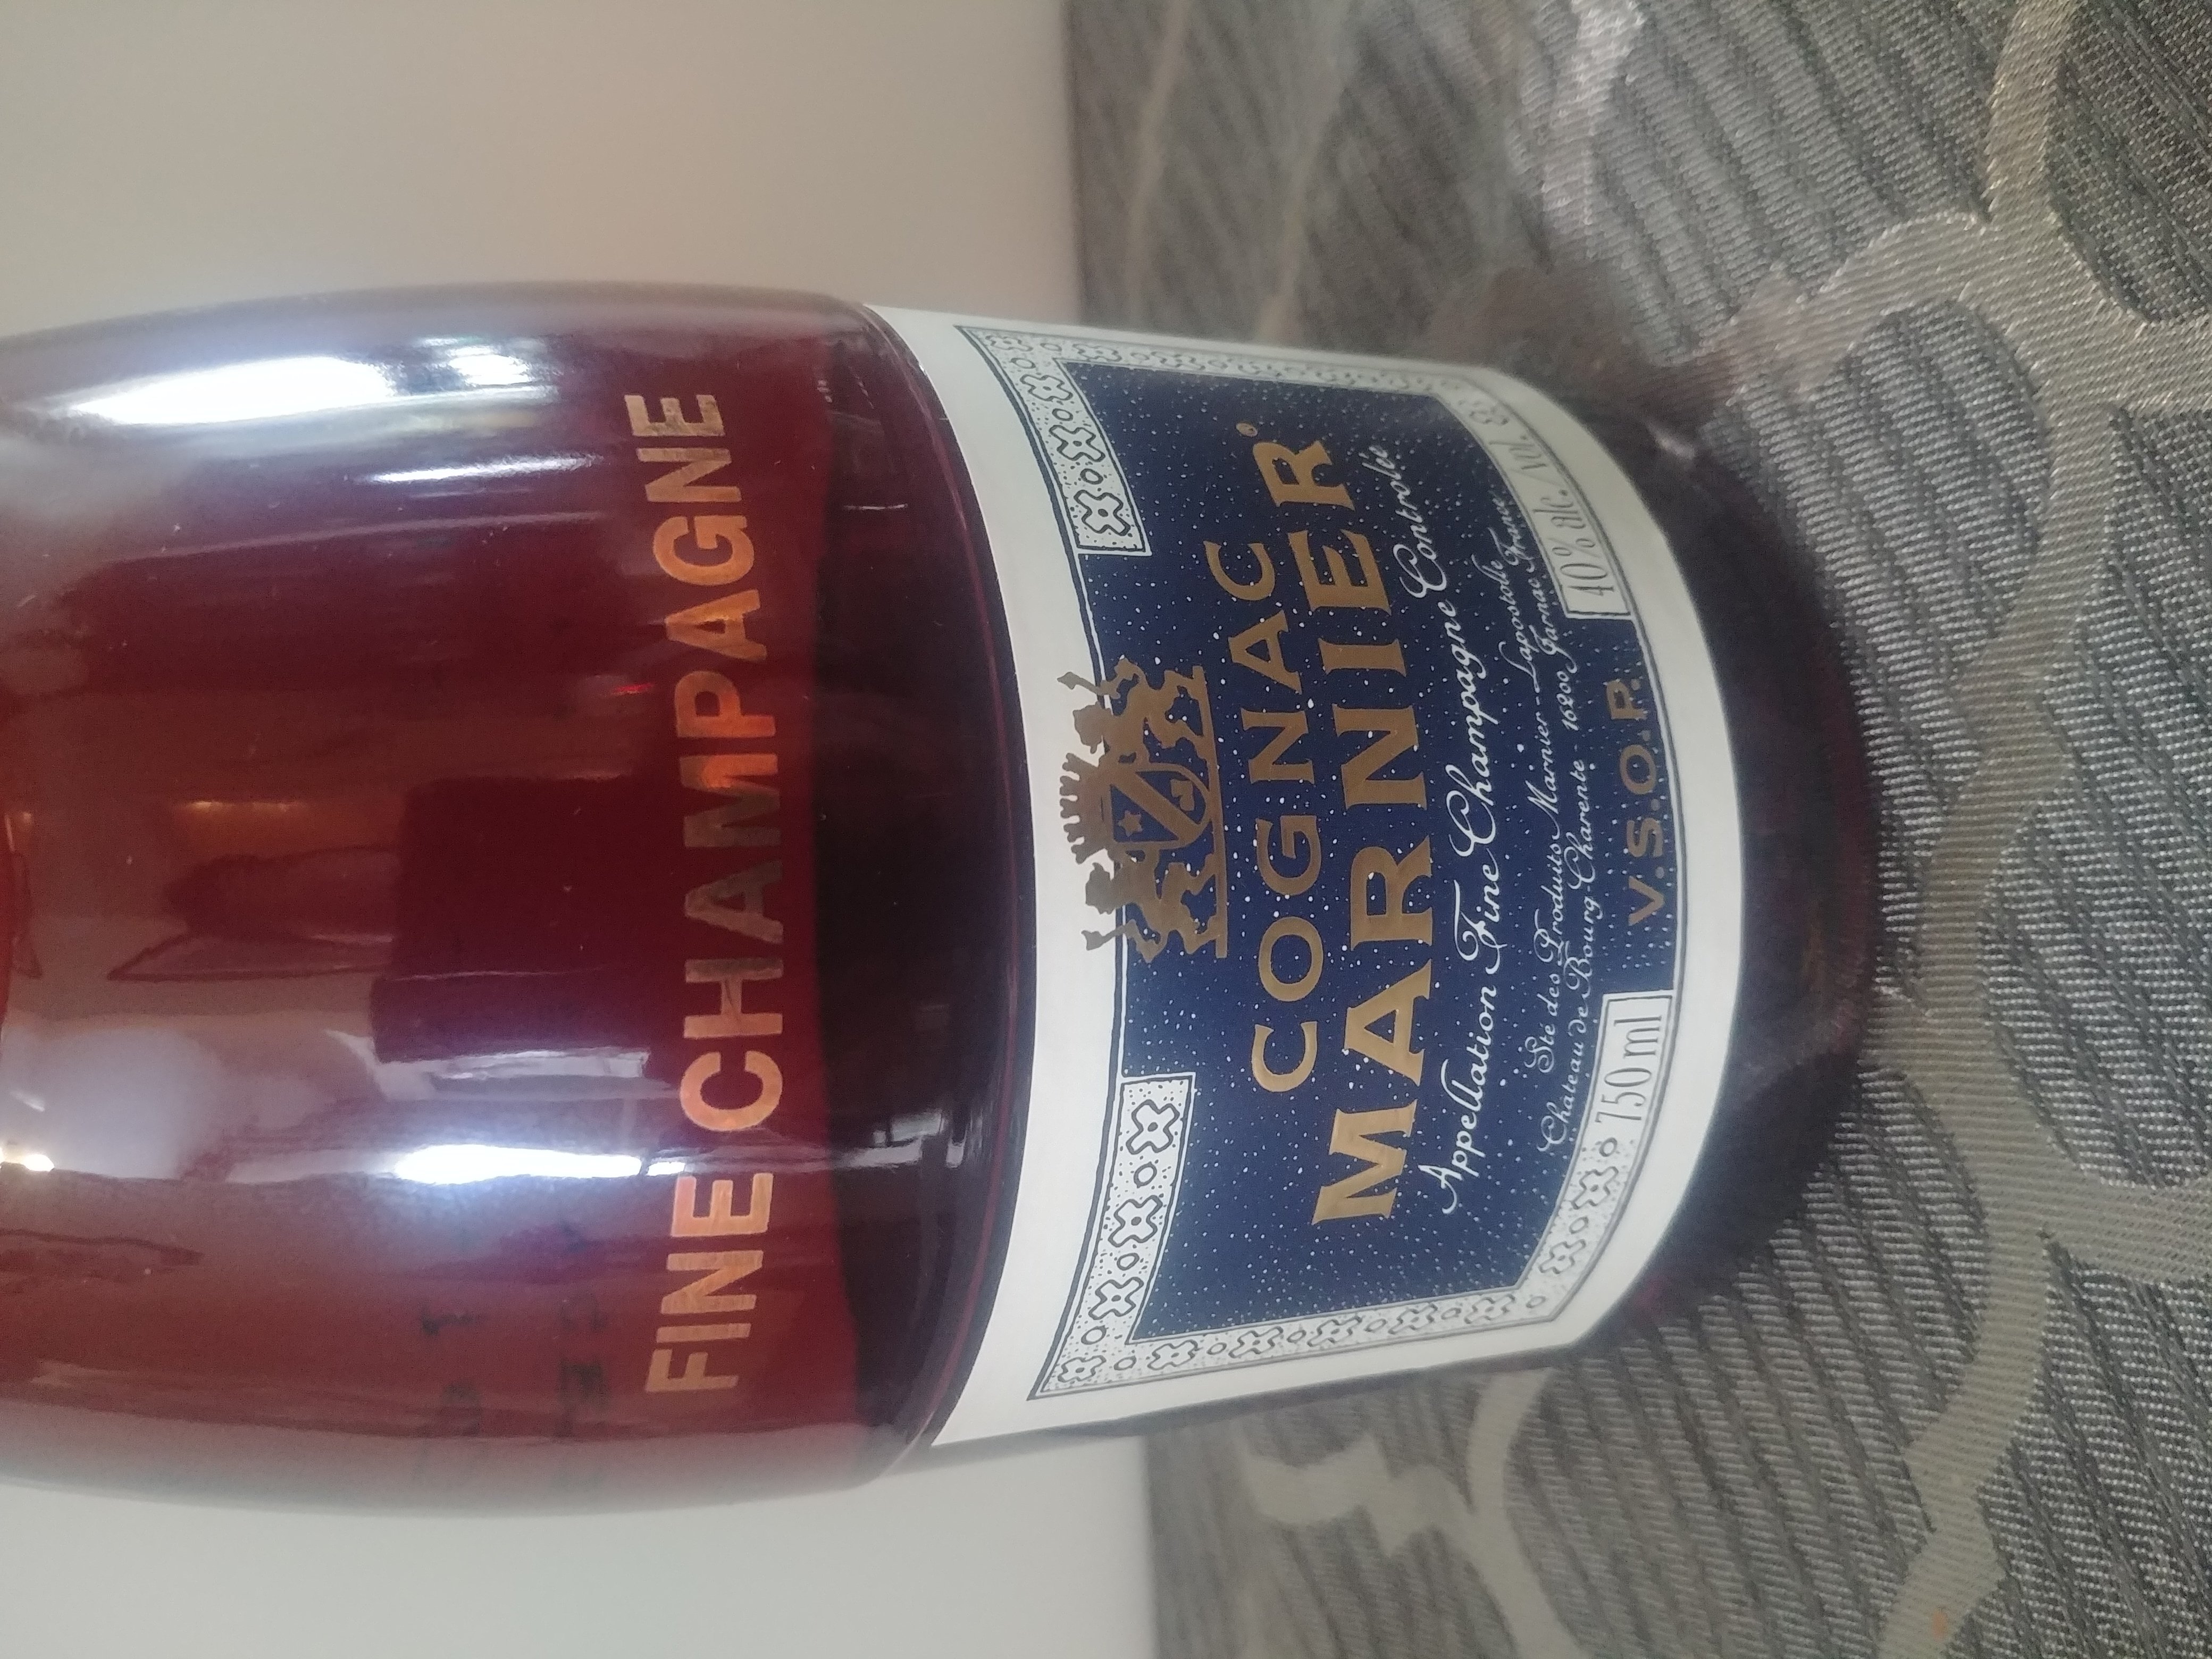 FINE CHAMPAGNE
COGNAC
MARNIER
Appellation Fine Champagne Controlée
Sté des Produits Marnier-Lapostolle
Chateau de Bourg-Charente - 16200 Jarnac France
750 ml
V.S.O.P.
40% alc./vol.